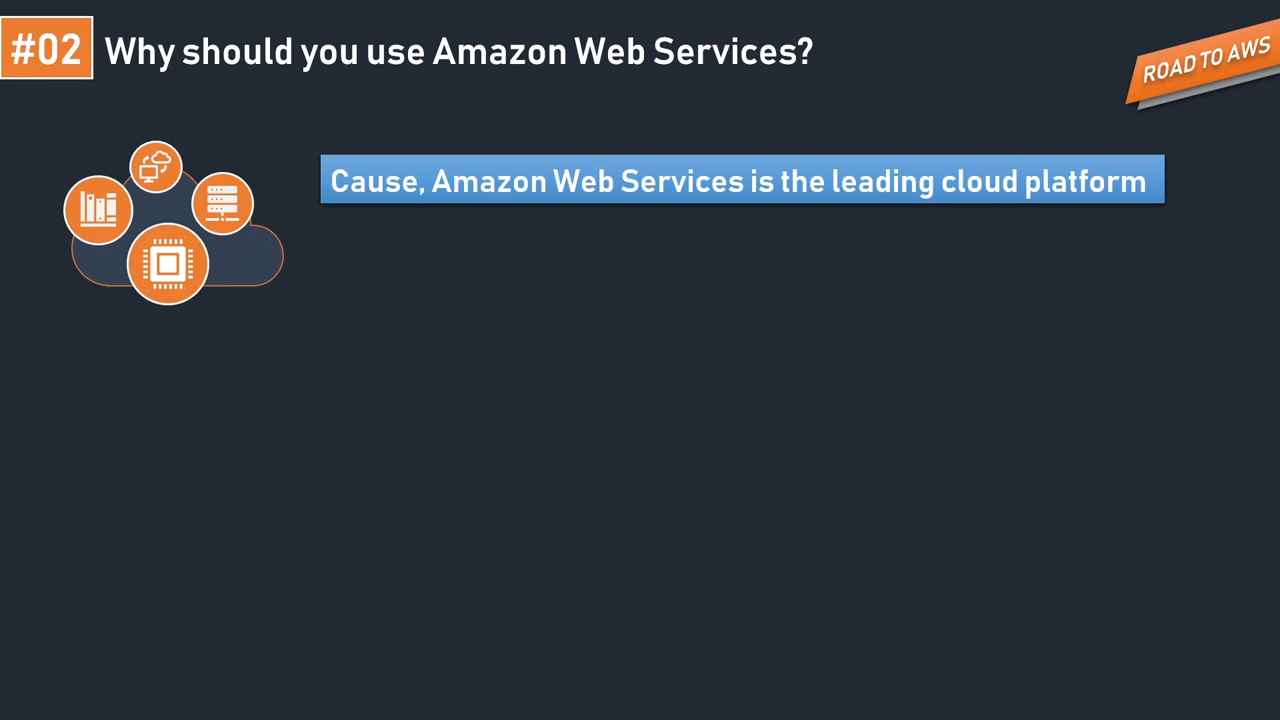 #02 Why should you use Amazon Web Services?
ROAD TO AWS
Cause, Amazon Web Services is the leading cloud platform